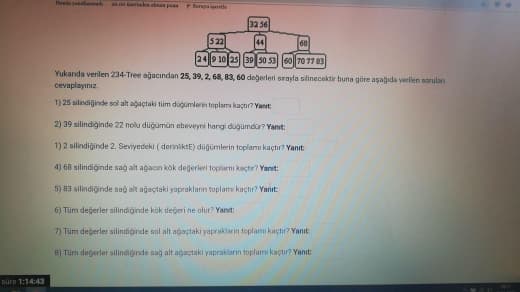 Henüz yanıtlanmadı
Soruyu işaretle
32 56
5 22
44
68
2 4
9 10
25
39
50 53
60
70 77 83
Yukarıda verilen 234-Tree ağacından 25, 39, 2, 68, 83, 60 değerleri sırayla silinecektir buna göre aşağıda verilen soruları
cevaplayınız.
1) 25 silindiğinde sol alt ağaçtaki tüm düğümlerin toplamı kaçtır? Yanıt:
2) 39 silindiğinde 22 nolu düğümün ebeveyni hangi düğümdür? Yanıt:
1) 2 silindiğinde 2. Seviyedeki ( derinliktE) düğümlerin toplamı kaçtır? Yanıt:
4) 68 silindiğinde sağ alt ağacın kök değerleri toplamı kaçtır? Yanıt:
5) 83 silindiğinde sağ alt ağaçtaki yaprakların toplamı kaçtır? Yanıt:
6) Tüm değerler silindiğinde kök değeri ne olur? Yanıt:
7) Tüm değerler silindiğinde sol alt ağaçtaki yaprakların toplamı kaçtır? Yanıt:
8) Tüm değerler silindiğinde sağ alt ağaçtaki yaprakların toplamı kaçtır? Yanıt:
süre 1:14:43